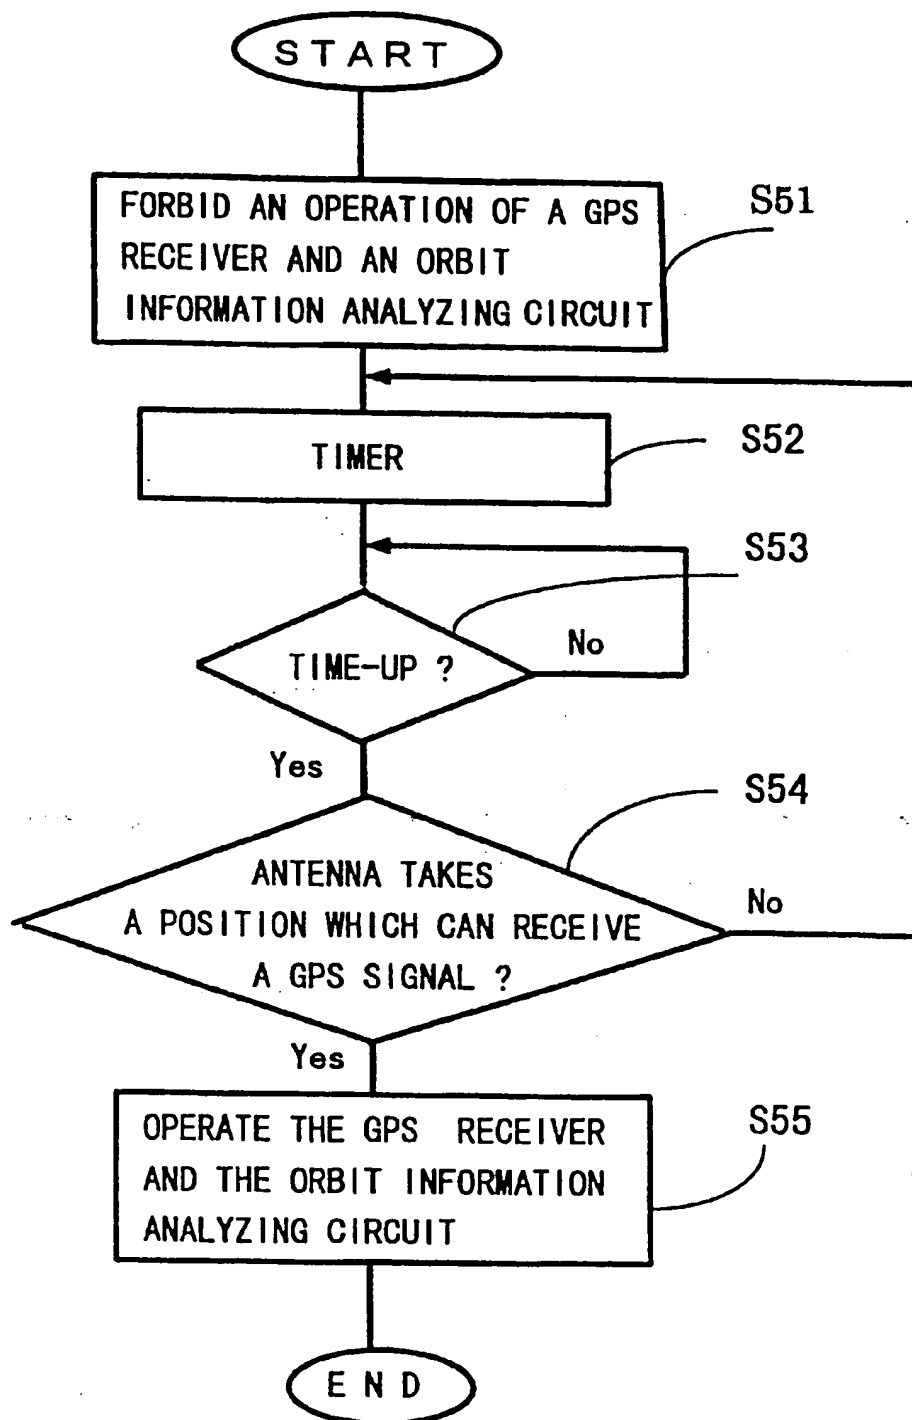 START
FORBID AN OPERATION OF A GPS
RECEIVER AND AN ORBIT
INFORMATION ANALYZING CIRCUIT
S51
TIMER
S52
S53
TIME-UP ?
No
Yes
S54
ANTENNA TAKES
A POSITION WHICH CAN RECEIVE
A GPS SIGNAL ?
No
Yes
OPERATE THE GPS RECEIVER
AND THE ORBIT INFORMATION
ANALYZING CIRCUIT
S55
END